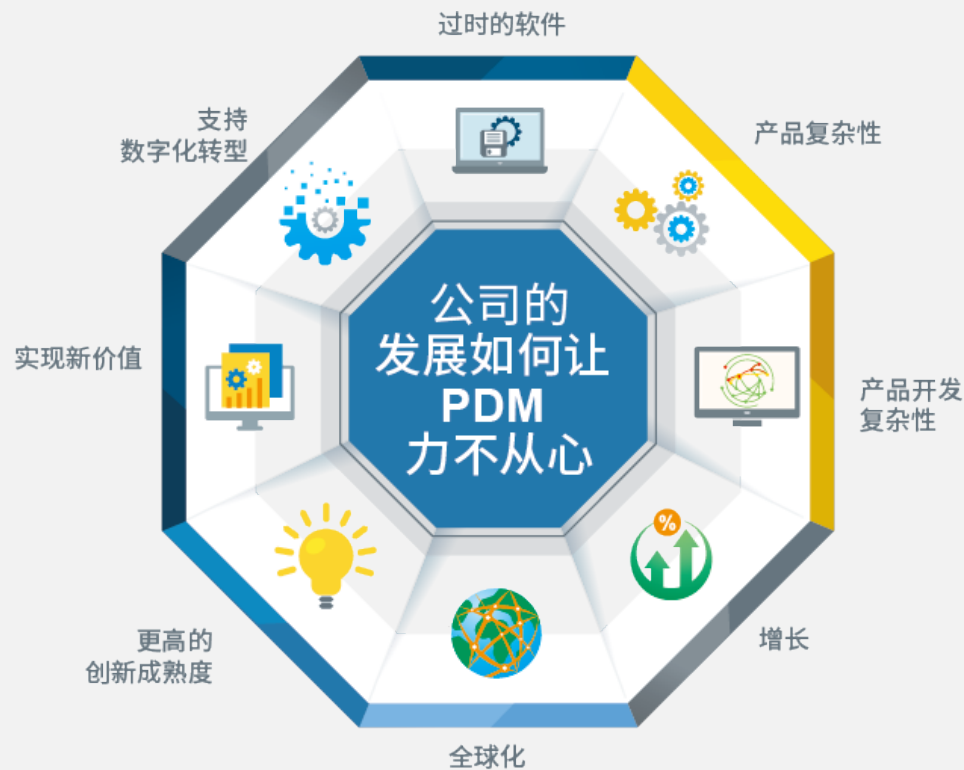 过时的软件
产品复杂性
产品开发
复杂性
增长
全球化
更高的
创新成熟度
实现新价值
支持
数字化转型
公司的
发展如何让
PDM
力不从心
%